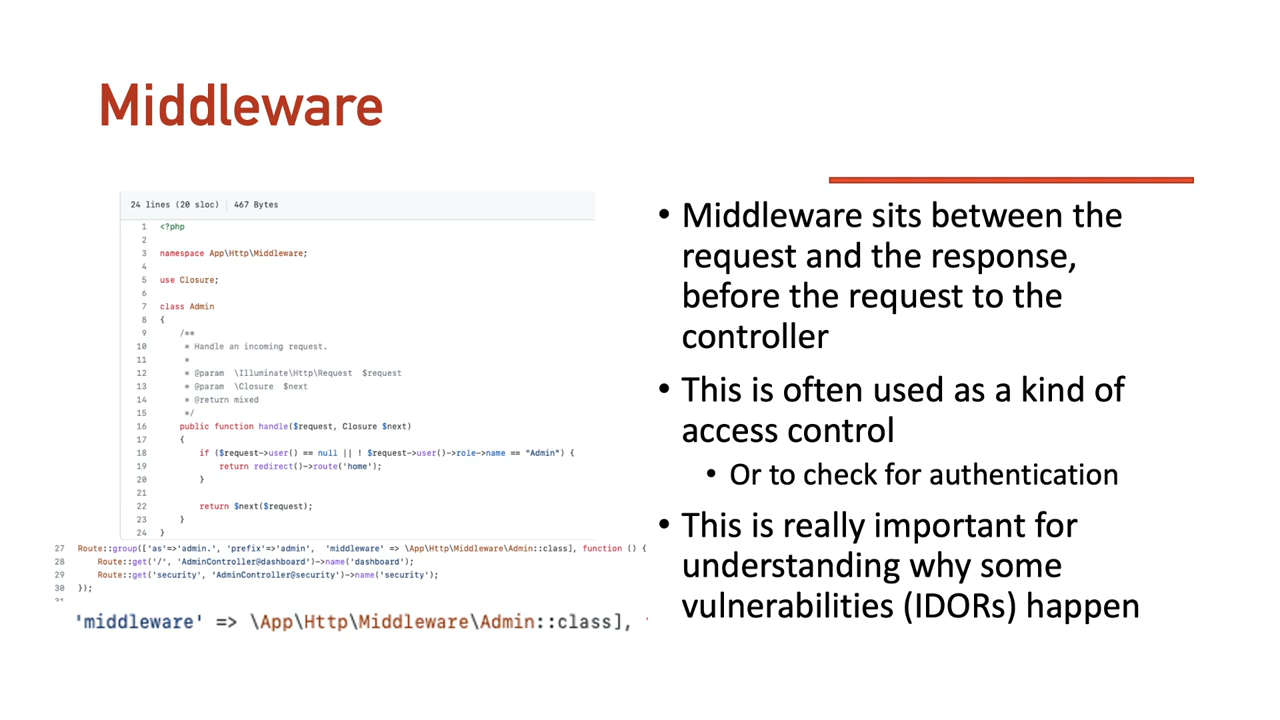 Middleware
24 lines (20 sloc) | 467 Bytes
1 <?php
2
3 namespace App\Http\Middleware;
4
5 use Closure;
6
7 class Admin
8 {
9 /**
10 * Handle an incoming request.
11 *
12 * @param \Illuminate\Http\Request $request
13 * @param \Closure $next
14 * @return mixed
15 */
16 public function handle($request, Closure $next)
17 {
18 if ($request->user() == null || ! $request->user()->role->name == "Admin") {
19 return redirect()->route('home');
20 }
21
22 return $next($request);
23 }
24 }
27 Route::group(['as'=>'admin.', 'prefix'=>'admin', 'middleware' => \App\Http\Middleware\Admin::class], function () {
28 Route::get('/', 'AdminController@dashboard')->name('dashboard');
29 Route::get('security', 'AdminController@security')->name('security');
30 });
31
'middleware' => \App\Http\Middleware\Admin::class],
• Middleware sits between the
request and the response,
before the request to the
controller
• This is often used as a kind of
access control
• Or to check for authentication
• This is really important for
understanding why some
vulnerabilities (IDORs) happen